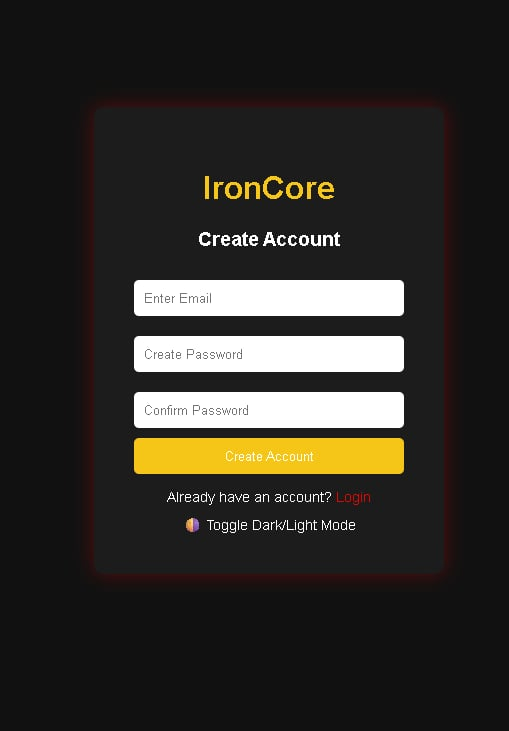 IronCore
Create Account
Enter Email
Create Password
Confirm Password
Create Account
Already have an account? Login
Toggle Dark/Light Mode